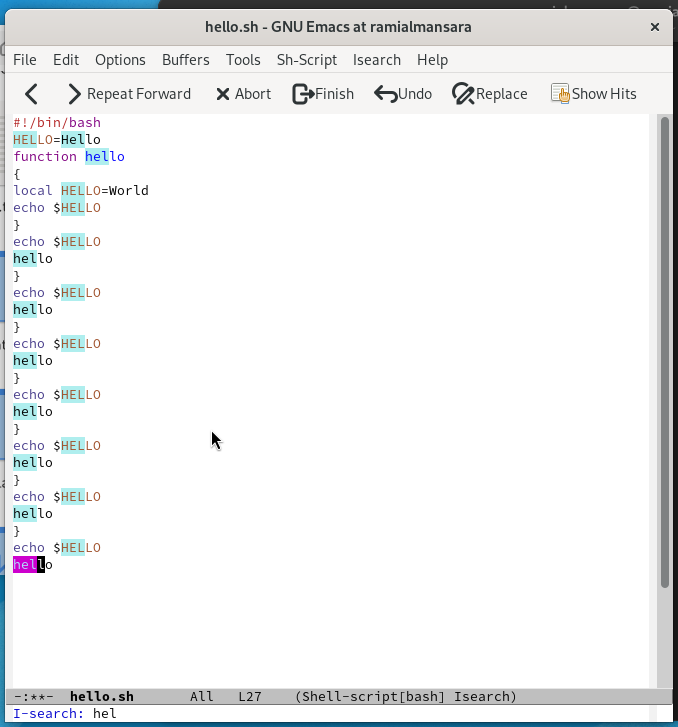 hello.sh - GNU Emacs at ramialmansara
File Edit Options Buffers Tools Sh-Script Isearch Help
Repeat Forward Abort Finish Undo Replace Show Hits
#!/bin/bash
HELLO=Hello
function hello
{
local HELLO=World
echo $HELLO
}
echo $HELLO
hello
}
echo $HELLO
hello
}
echo $HELLO
hello
}
echo $HELLO
hello
}
echo $HELLO
hello
}
echo $HELLO
hello
}
echo $HELLO
hello
-:**- hello.sh All L27 (Shell-script[bash] Isearch)
I-search: hel